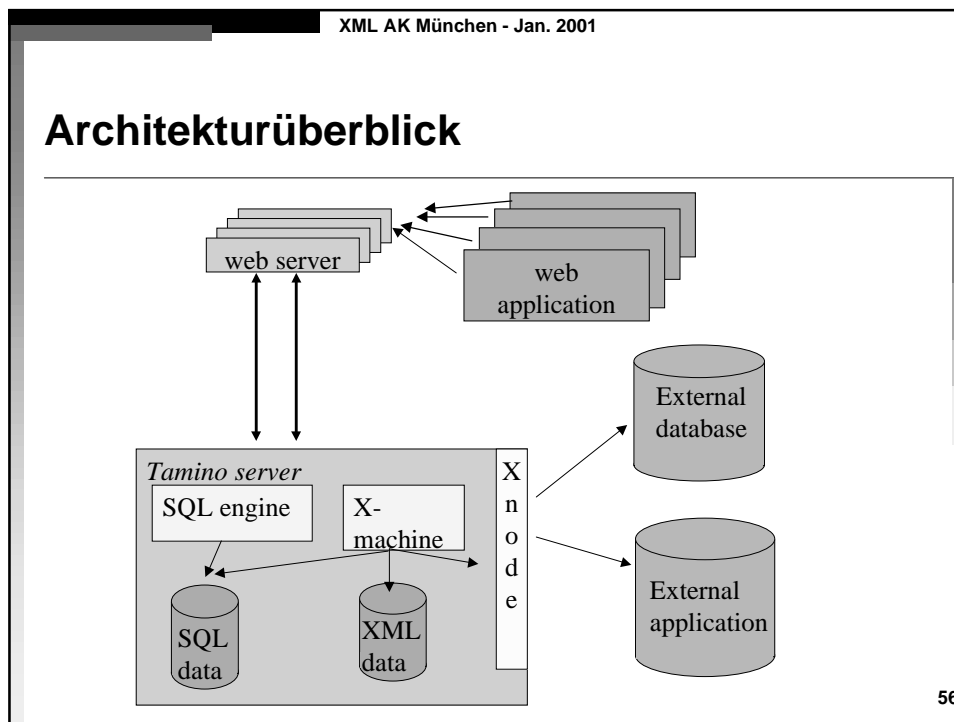 XML AK München - Jan. 2001
Architekturüberblick
web server
web
application
External
database
Tamino server
SQL engine
X-
machine
X
n
o
d
e
External
application
SQL
data
XML
data
56